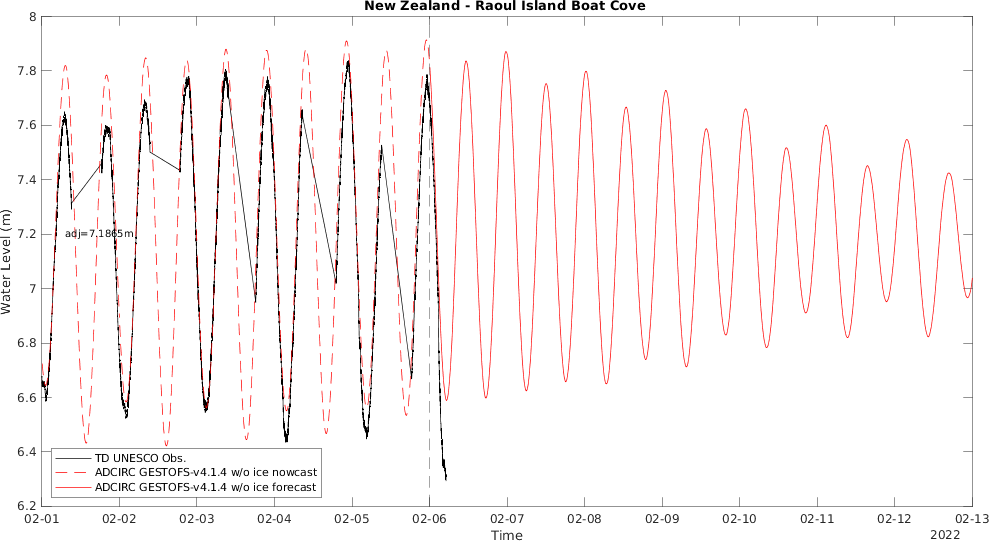 New Zealand - Raoul Island Boat Cove
Water Level (m)
8
7.8
7.6
7.4
7.2
7
6.8
6.6
6.4
6.2
adj=7.1865m
TD UNESCO Obs.
ADCIRC GESTOFS-v4.1.4 w/o ice nowcast
ADCIRC GESTOFS-v4.1.4 w/o ice forecast
02-01 02-02 02-03 02-04 02-05 02-06 02-07 02-08 02-09 02-10 02-11 02-12 02-13
Time
2022